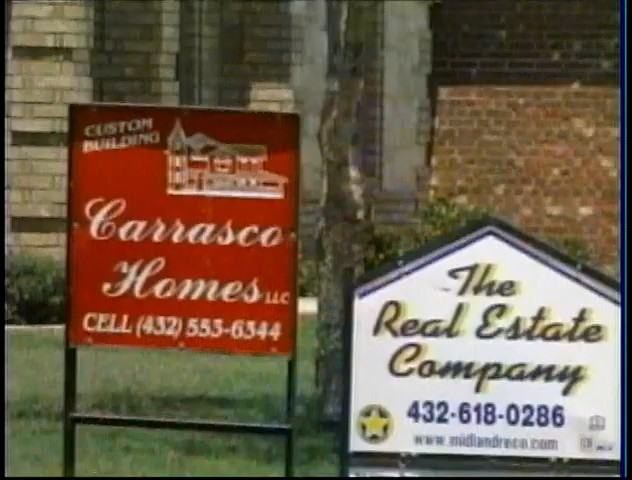 CUSTOM
BUILDING
Carrasco
Homes LLC
CELL (432) 553-6344
The
Real Estate
Company
432-618-0286
www.midlandreco.com